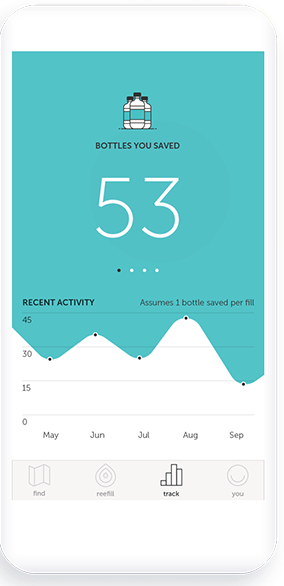 BOTTLES YOU SAVED
53
RECENT ACTIVITY Assumes 1 bottle saved per fill
45
30
15
0
May Jun Jul Aug Sep
find reefill track you